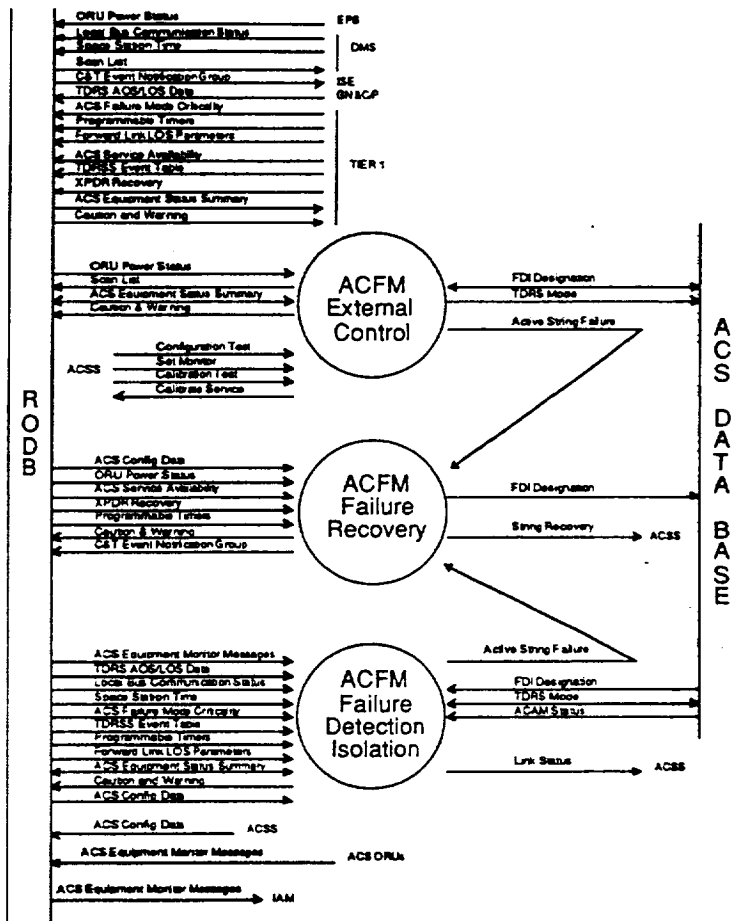 ORU Power Status
EPS
Local Bus Communication Status
Space Station Time
DMS
Scan List
C&T Event Notification Group
ISE
TDRS AOS/LOS Data
GN&C/P
ACS Failure Mode Criticality
Programmable Timers
Forward Link LOS Parameters
ACS Service Availability
TIER 1
TDRSS Event Table
XPDR Recovery
ACS Equipment Status Summary
Caution and Warning
ORU Power Status
Scan List
ACS Equipment Status Summary
Caution & Warning
ACFM
External
Control
FDI Designation
TDRS Mode
Active String Failure
ACSS
Configuration Test
Set Monitor
Calibration Test
Calibrate Service
RODB
ACS DATA BASE
ACS Config Data
ORU Power Status
ACS Service Availability
XPDR Recovery
Programmable Timers
Caution & Warning
C&T Event Notification Group
ACFM
Failure
Recovery
FDI Designation
String Recovery
ACSS
ACS Equipment Monitor Messages
TDRS AOS/LOS Data
Local Bus Communication Status
Space Station Time
ACS Failure Mode Criticality
TDRSS Event Table
Programmable Timers
Forward Link LOS Parameters
ACS Equipment Status Summary
Caution and Warning
ACS Config Data
ACFM
Failure
Detection
Isolation
Active String Failure
FDI Designation
TDRS Mode
ACAM Status
Link Status
ACSS
ACS Config Data
ACSS
ACS Equipment Monitor Messages
ACS ORUs
ACS Equipment Monitor Messages
IAM